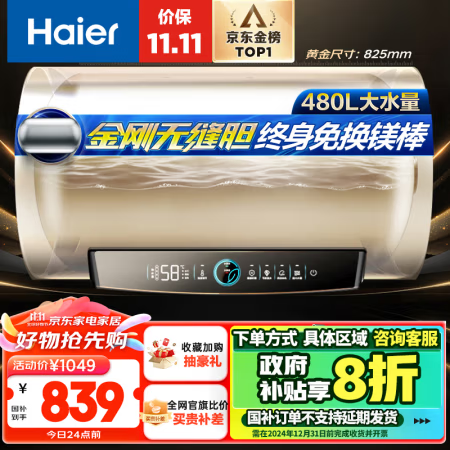 Haier
价保
11.11
京东金榜
TOP1
黄金尺寸：825mm
480L大水量
金刚无缝胆 终身免换镁棒
58
11.11 京东家电家居
好物抢先购
活动价¥1049
国补
到手
¥839
今日24点前
收藏加购
抽豪礼
全网官旗比价
买贵补差
下单方式 具体区域 咨询客服
政府
补贴享
8折
国补订单不支持延期发货
需在2024年12月31日前完成收货并开票